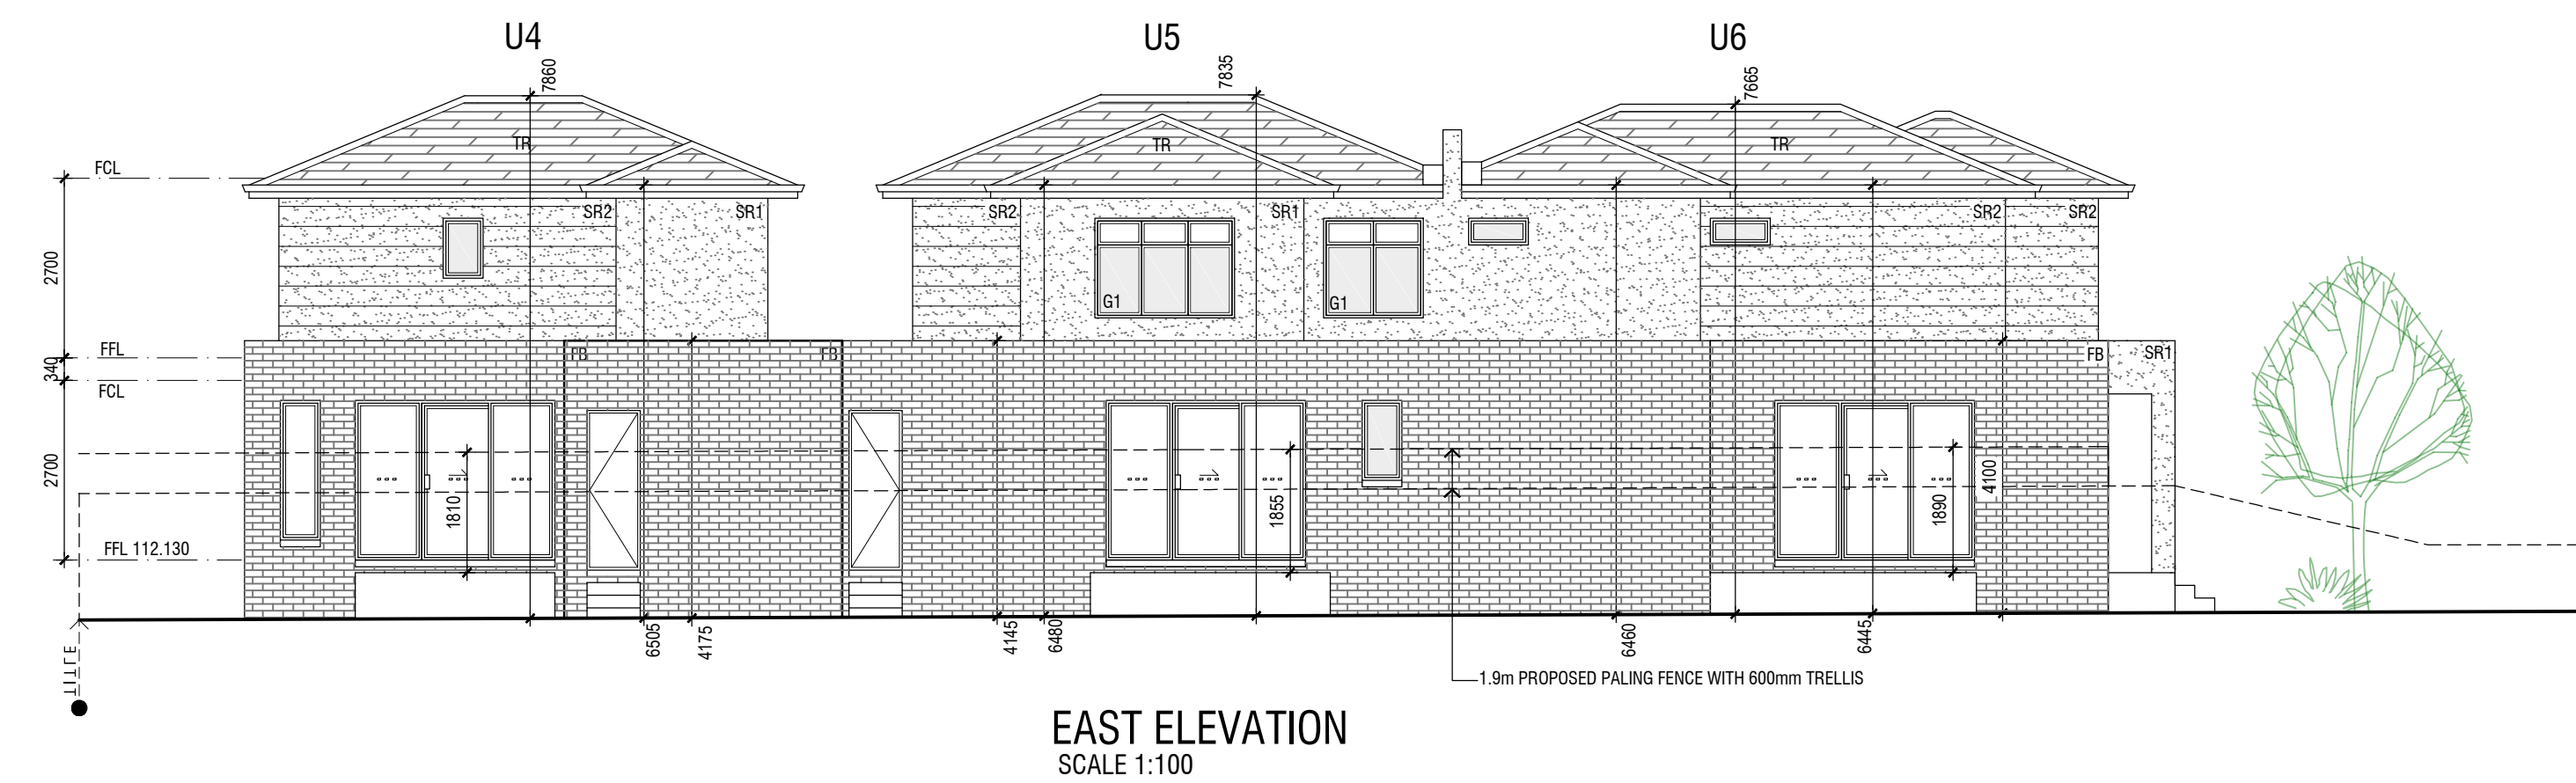 U4
U5
U6
7860
7835
7665
TR
TR
TR
FCL
SR2
SR1
SR2
SR1
SR2
SR2
2700
G1
G1
FFL
340
FCL
FB
FB
FB
SR1
2700
1810
1855
1890
4100
FFL 112.130
TITLE
6505
4175
4145
6480
6460
6445
1.9m PROPOSED PALING FENCE WITH 600mm TRELLIS
EAST ELEVATION
SCALE 1:100